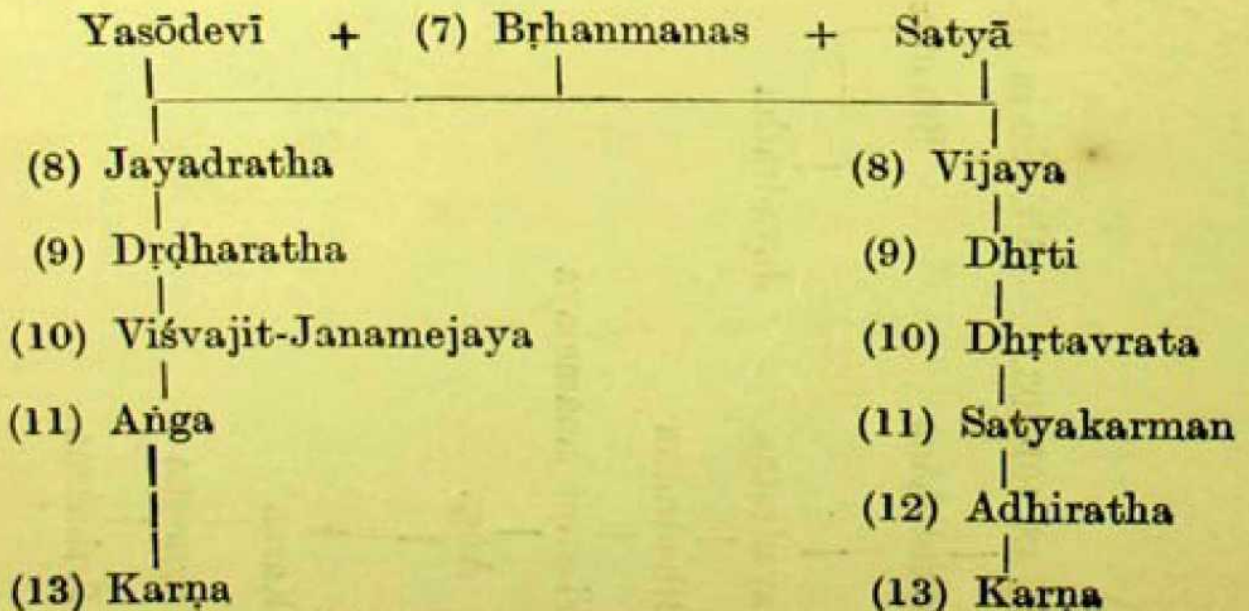 Yasōdevī + (7) Bṛhanmanas + Satyā
(8) Jayadratha (8) Vijaya
(9) Dṛḍharatha (9) Dhṛti
(10) Viśvajit-Janamejaya (10) Dhṛtavrata
(11) Aṅga (11) Satyakarman
(12) Adhiratha
(13) Karṇa (13) Karṇa